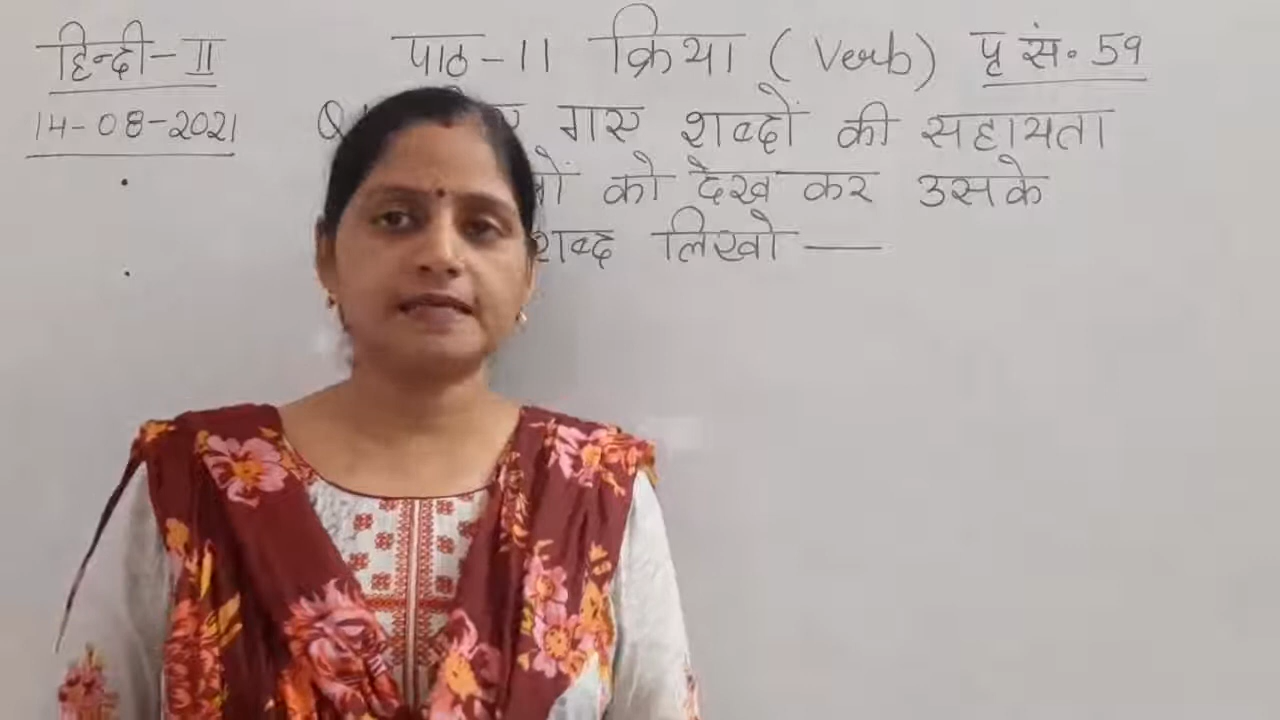 हिन्दी-II
पाठ-11 क्रिया (Verb) पृ सं. 59
14-08-2021
गए शब्दों की सहायता
को देख कर उसके
शब्द लिखो —